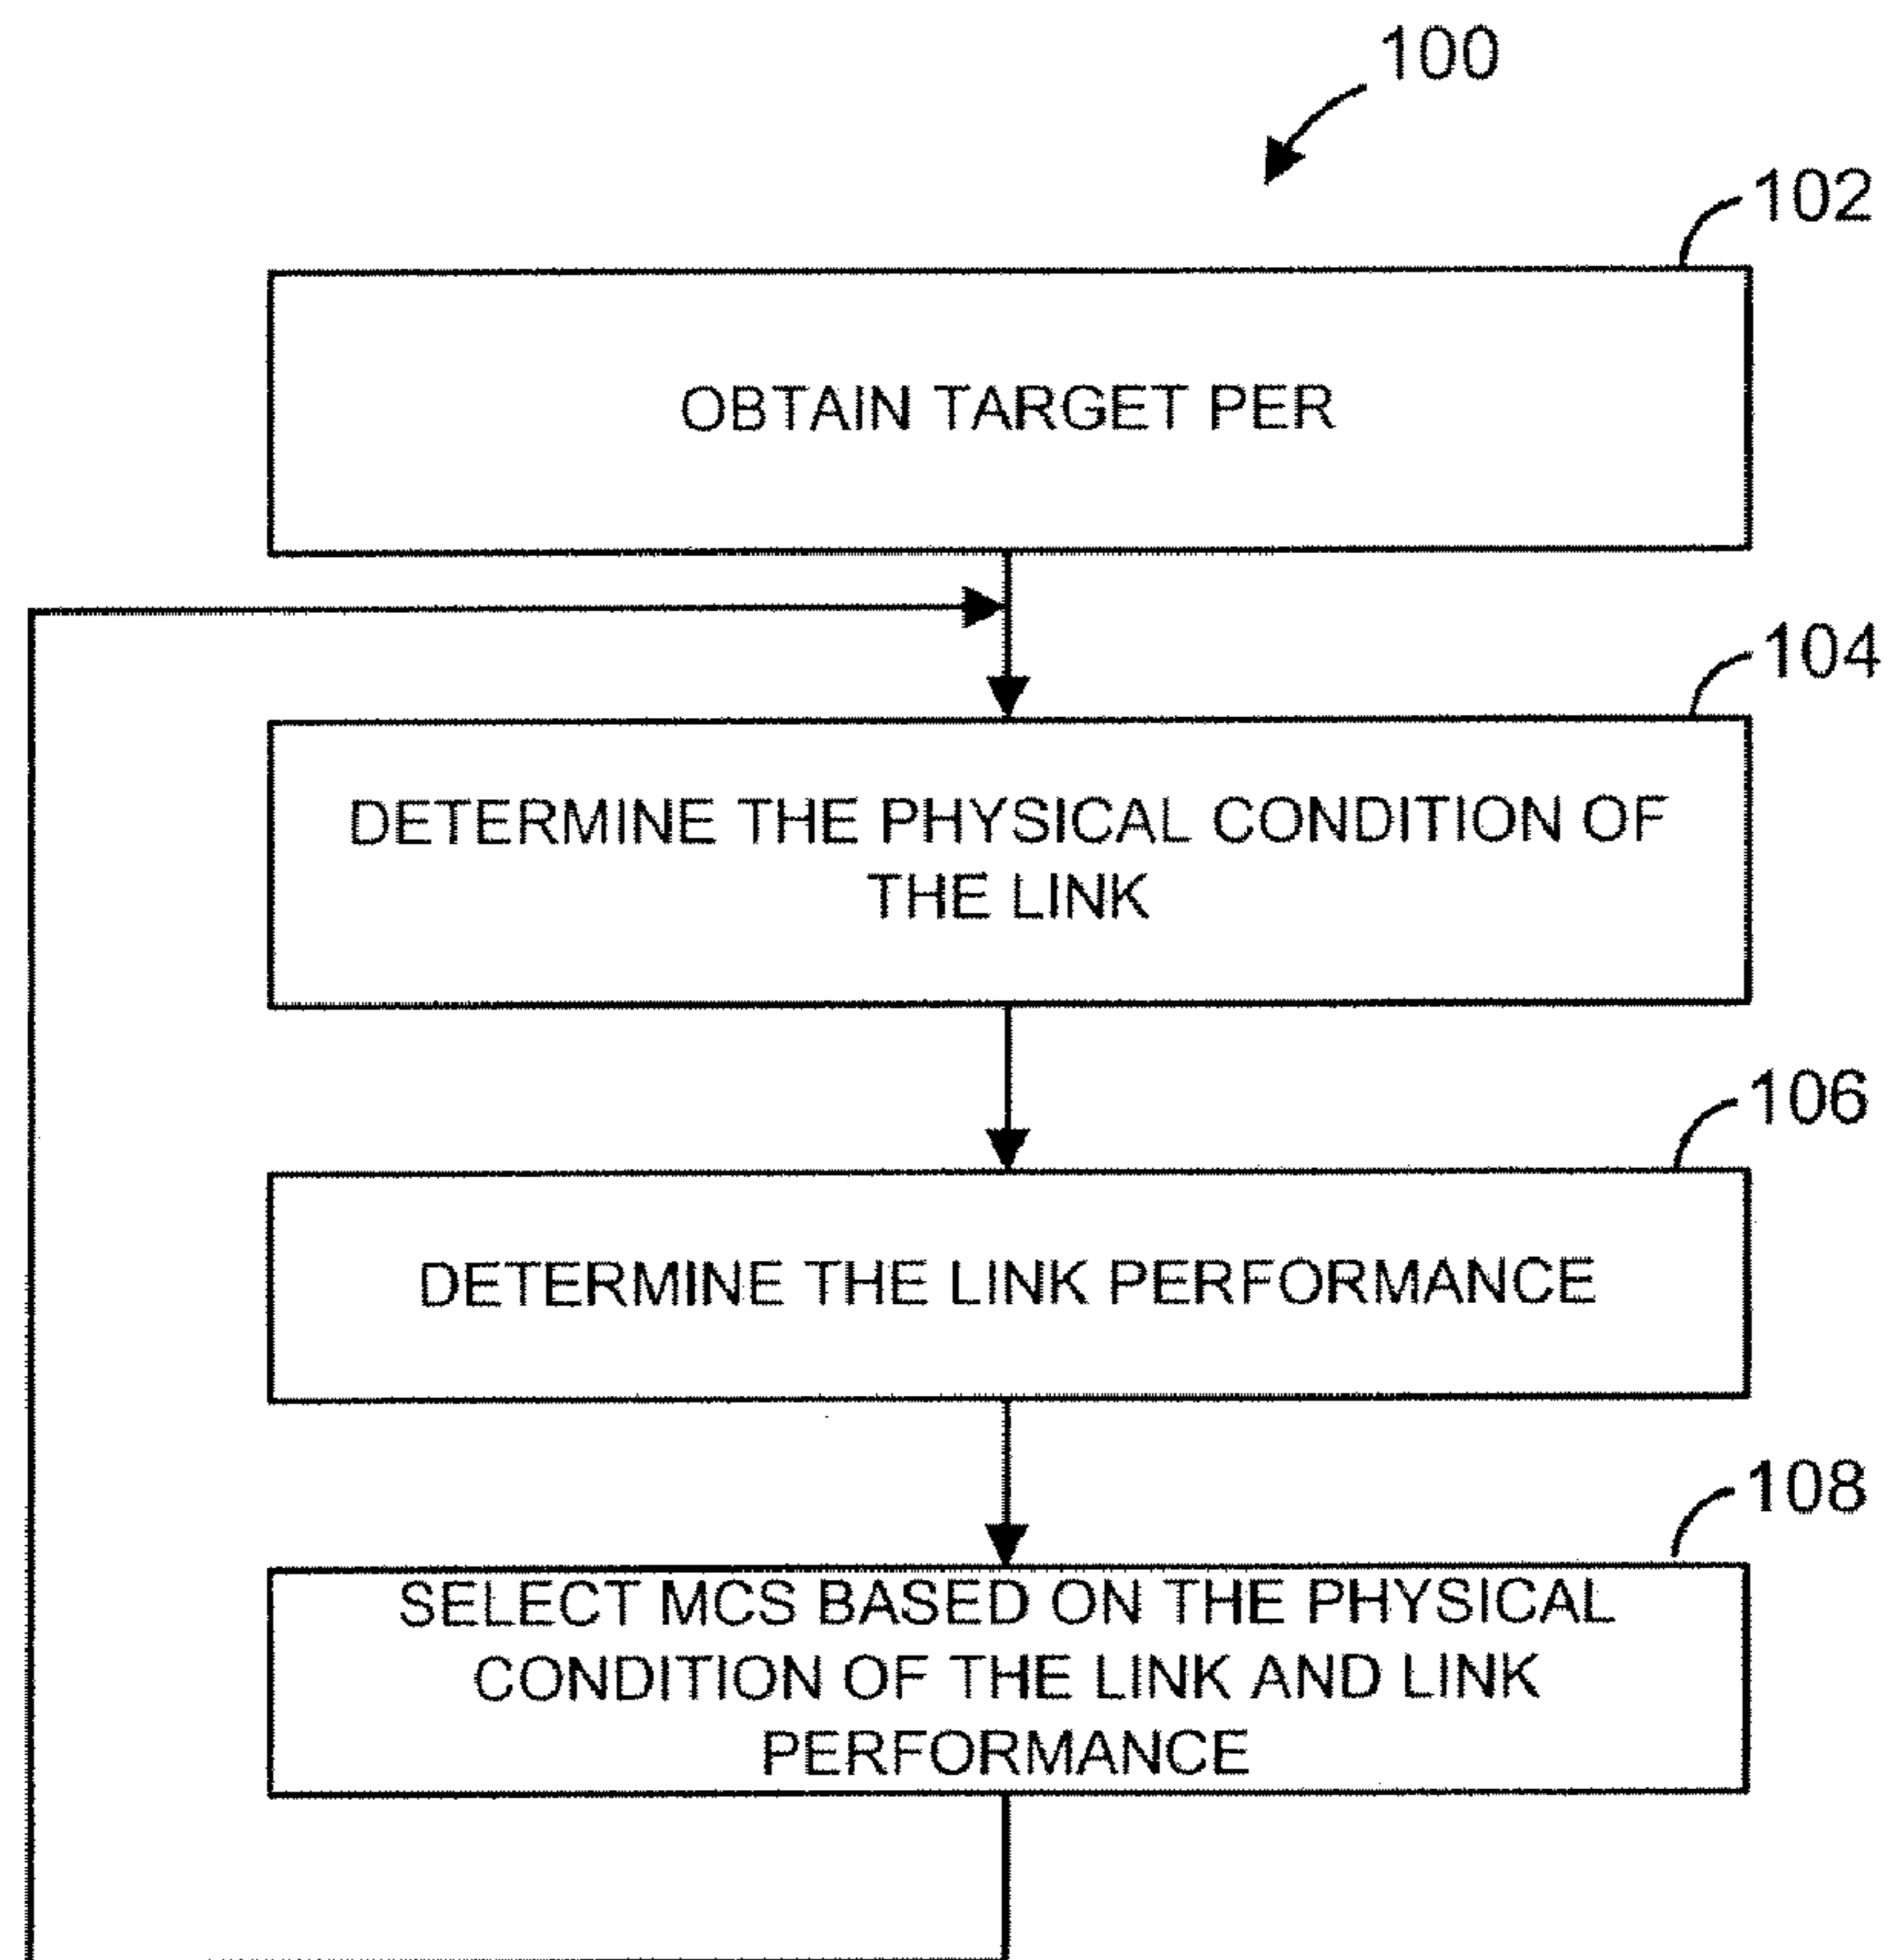 100
102
OBTAIN TARGET PER
104
DETERMINE THE PHYSICAL CONDITION OF
THE LINK
106
DETERMINE THE LINK PERFORMANCE
108
SELECT MCS BASED ON THE PHYSICAL
CONDITION OF THE LINK AND LINK
PERFORMANCE